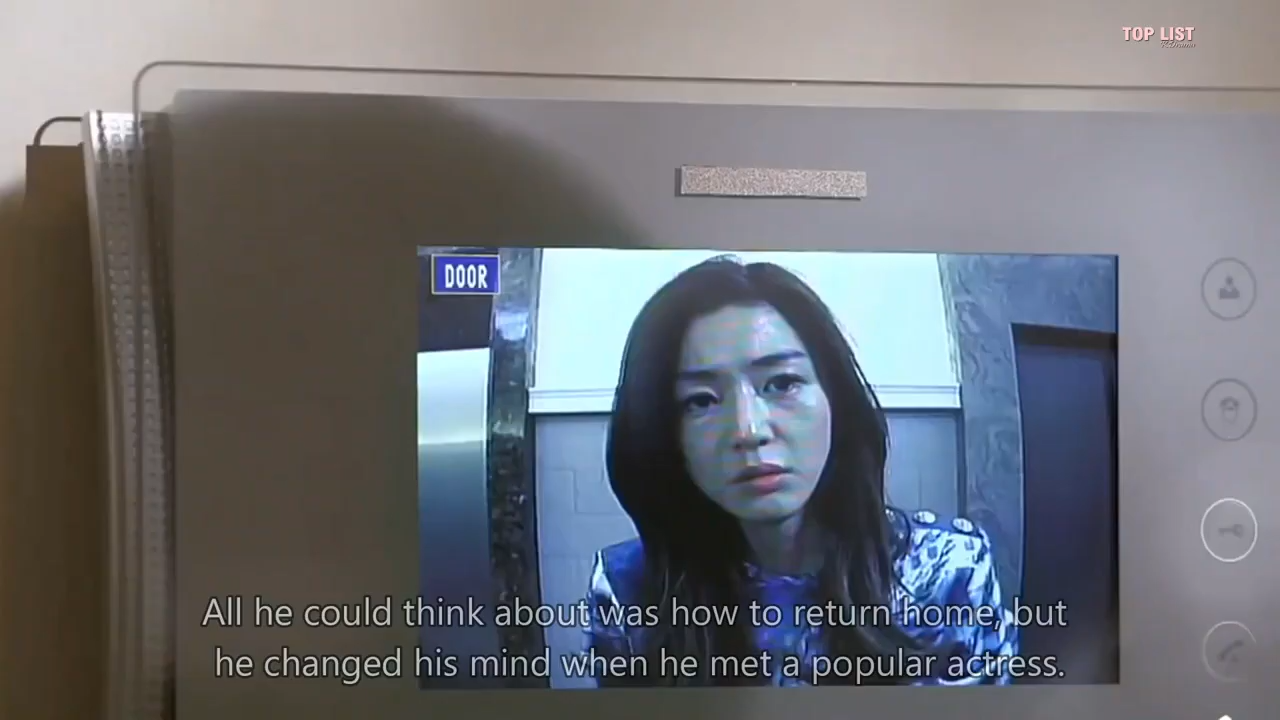 TOP LIST
K-Drama
DOOR
All he could think about was how to return home, but
he changed his mind when he met a popular actress.